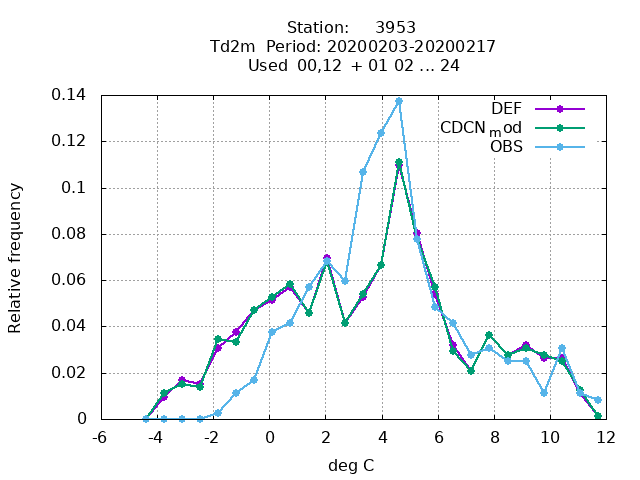 Station: 3953
Td2m Period: 20200203-20200217
Used 00,12 + 01 02 ... 24
0.14
0.12
0.1
0.08
0.06
0.04
0.02
0
-6 -4 -2 0 2 4 6 8 10 12
Relative frequency
deg C
DEF
CDCN_mod
OBS